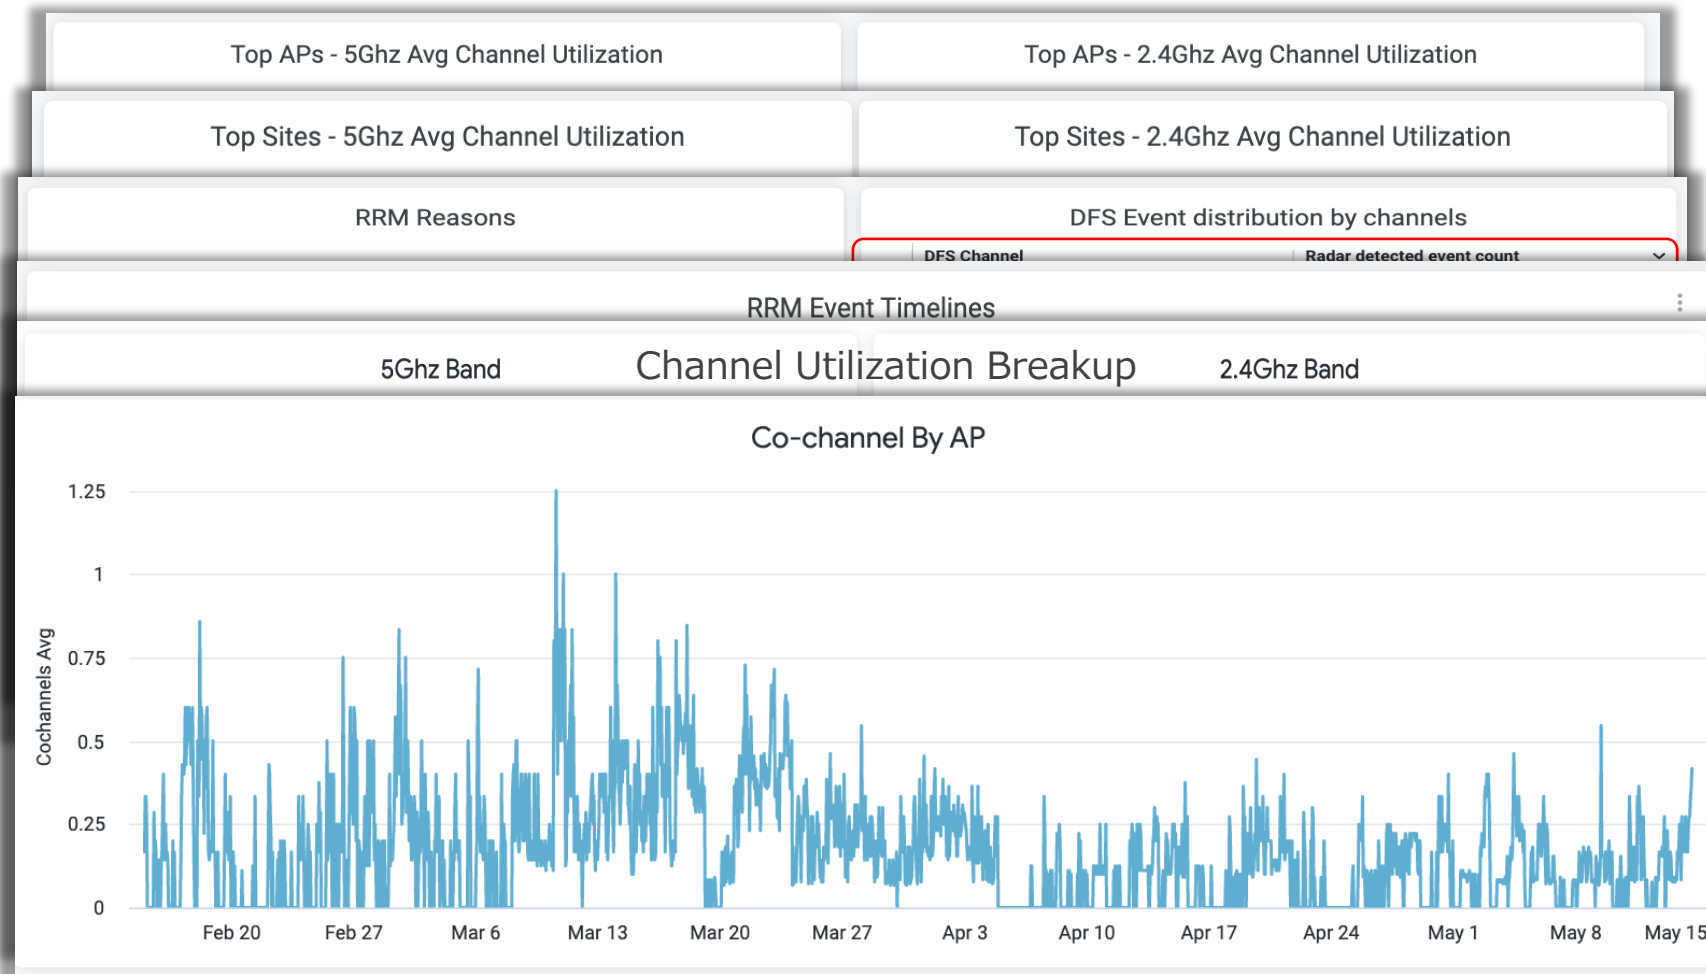 Top APs - 5Ghz Avg Channel Utilization
Top APs - 2.4Ghz Avg Channel Utilization
Top Sites - 5Ghz Avg Channel Utilization
Top Sites - 2.4Ghz Avg Channel Utilization
RRM Reasons
DFS Event distribution by channels
DFS Channel
Radar detected event count
RRM Event Timelines
5Ghz Band
Channel Utilization Breakup
2.4Ghz Band
Co-channel By AP
Cochannels Avg
1.25
1
0.75
0.5
0.25
0
Feb 20
Feb 27
Mar 6
Mar 13
Mar 20
Mar 27
Apr 3
Apr 10
Apr 17
Apr 24
May 1
May 8
May 15